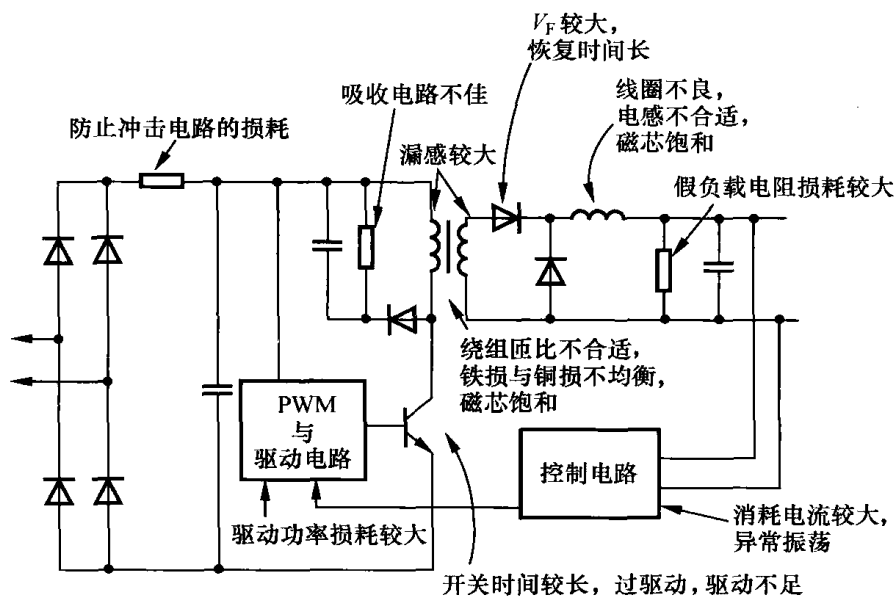 V_F 较大，
恢复时间长
吸收电路不佳
线圈不良，
电感不合适，
磁芯饱和
防止冲击电路的损耗
漏感较大
假负载电阻损耗较大
绕组匝比不合适，
铁损与铜损不均衡，
磁芯饱和
PWM
与
驱动电路
控制电路
驱动功率损耗较大
消耗电流较大，
异常振荡
开关时间较长，过驱动，驱动不足